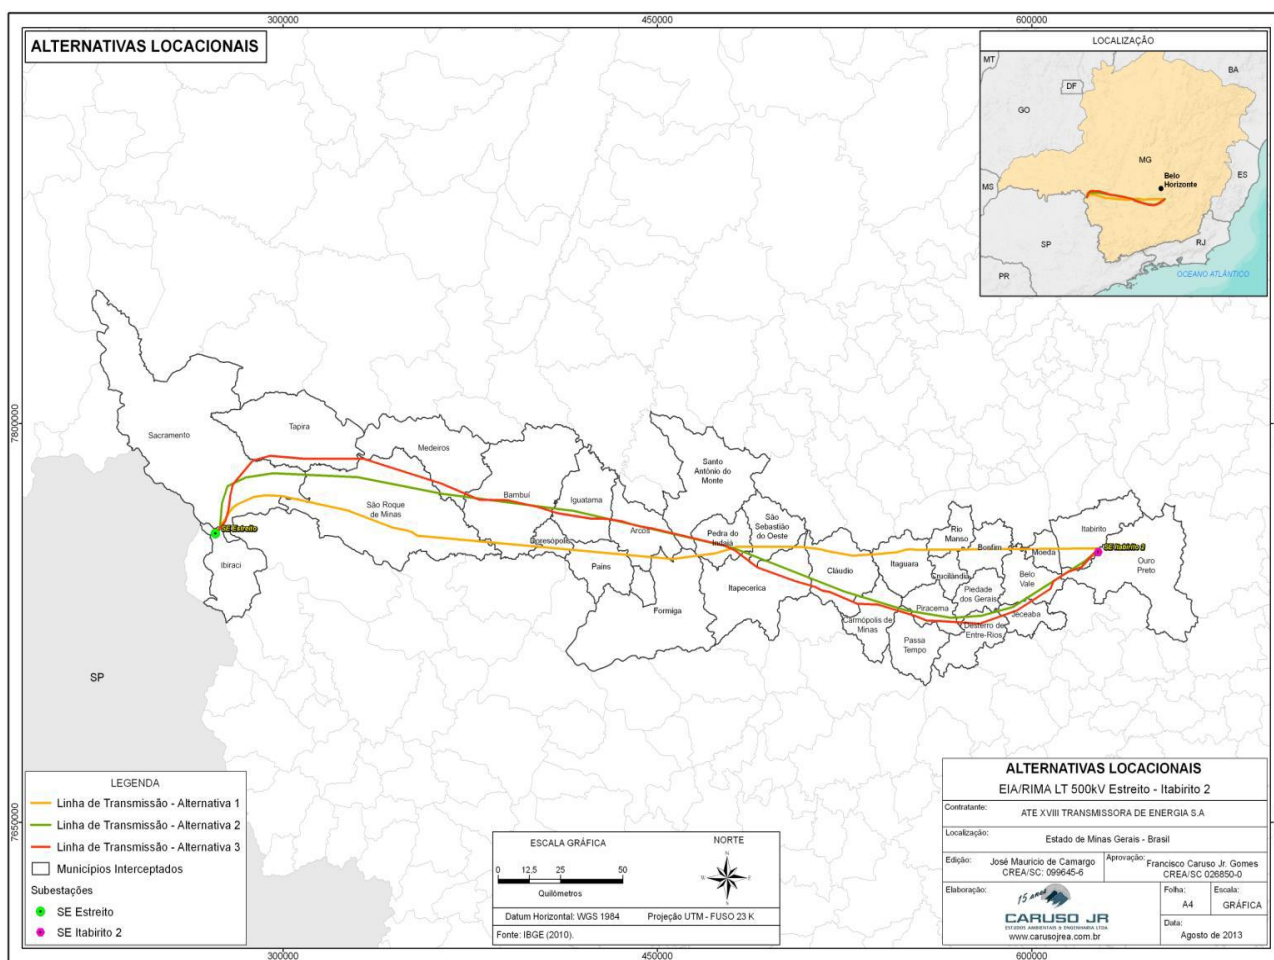 300000
450000
600000
ALTERNATIVAS LOCACIONAIS
LOCALIZAÇÃO
MT
BA
DF
GO
MG
Belo
Horizonte
ES
MS
SP
RJ
PR
OCEANO ATLÂNTICO
7800000
7800000
Sacramento
Tapira
Medeiros
Santo
Antônio do
Monte
São Roque
de Minas
Bambuí
Iguatama
Arcos
São
Sebastião
do Oeste
Pedra do
Indaiá
Rio
Manso
Bonfim
Itabirito
SE Estreito
SE Itabirito 2
Doresópolis
Moeda
Ouro
Preto
Ibiraci
Pains
Cláudio
Itaguara
Crucilândia
Belo
Vale
Itapecerica
Piedade
dos Gerais
Formiga
Piracema
Jeceaba
Carmópolis de
Minas
Desterro de
Entre-Rios
Passa
Tempo
SP
7650000
7650000
LEGENDA
Linha de Transmissão - Alternativa 1
Linha de Transmissão - Alternativa 2
Linha de Transmissão - Alternativa 3
Municípios Interceptados
Subestações
SE Estreito
SE Itabirito 2
ESCALA GRÁFICA
0 12,5 25 50
Quilômetros
NORTE
N
W E
S
Datum Horizontal: WGS 1984 Projeção UTM - FUSO 23 K
Fonte: IBGE (2010).
ALTERNATIVAS LOCACIONAIS
EIA/RIMA LT 500kV Estreito - Itabirito 2
Contratante:
ATE XVIII TRANSMISSORA DE ENERGIA S.A
Localização:
Estado de Minas Gerais - Brasil
Edição: José Mauricio de Camargo
CREA/SC: 099645-6
Aprovação: Francisco Caruso Jr. Gomes
CREA/SC 026850-0
Elaboração:
15 anos
CARUSO JR
ESTUDOS AMBIENTAIS & ENGENHARIA LTDA
www.carusojrea.com.br
Folha:
A4
Escala:
GRÁFICA
Data:
Agosto de 2013
300000
450000
600000